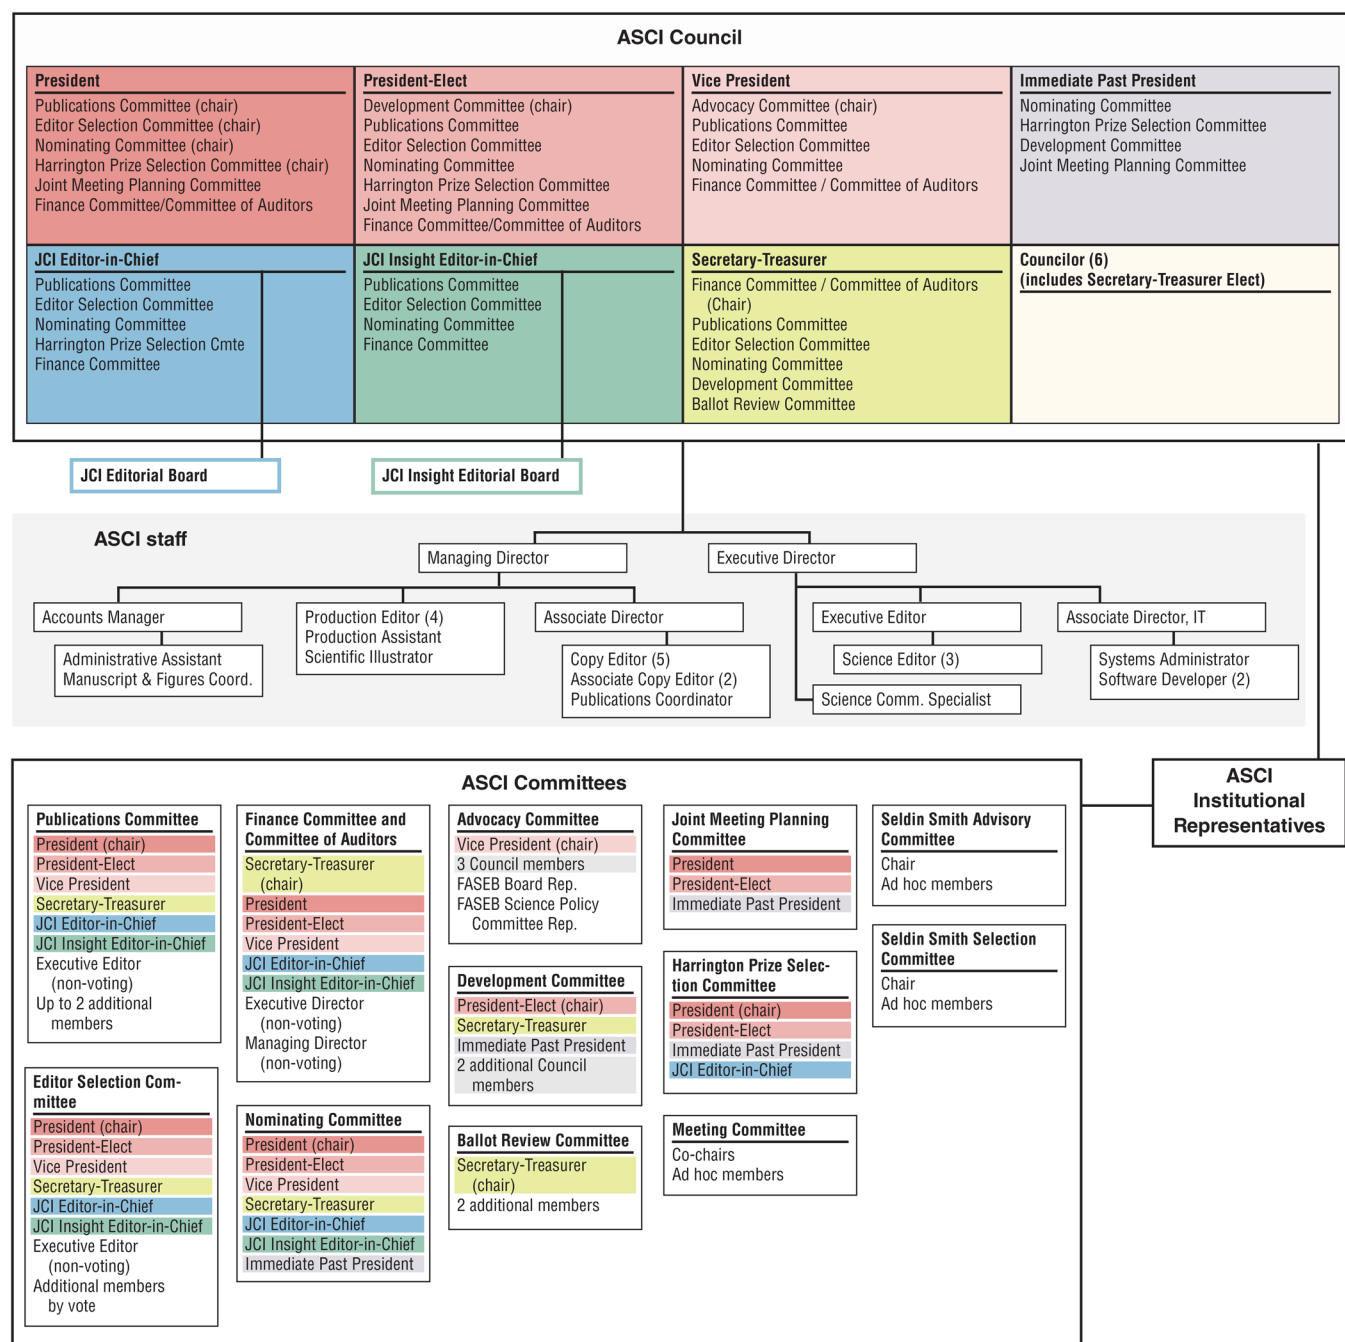 ASCI Council
President
Publications Committee (chair)
Editor Selection Committee (chair)
Nominating Committee (chair)
Harrington Prize Selection Committee (chair)
Joint Meeting Planning Committee
Finance Committee/Committee of Auditors
President-Elect
Development Committee (chair)
Publications Committee
Editor Selection Committee
Nominating Committee
Harrington Prize Selection Committee
Joint Meeting Planning Committee
Finance Committee/Committee of Auditors
Vice President
Advocacy Committee (chair)
Publications Committee
Editor Selection Committee
Nominating Committee
Finance Committee / Committee of Auditors
Immediate Past President
Nominating Committee
Harrington Prize Selection Committee
Development Committee
Joint Meeting Planning Committee
JCI Editor-in-Chief
Publications Committee
Editor Selection Committee
Nominating Committee
Harrington Prize Selection Cmte
Finance Committee
JCI Insight Editor-in-Chief
Publications Committee
Editor Selection Committee
Nominating Committee
Finance Committee
Secretary-Treasurer
Finance Committee / Committee of Auditors
(Chair)
Publications Committee
Editor Selection Committee
Nominating Committee
Development Committee
Ballot Review Committee
Councilor (6)
(includes Secretary-Treasurer Elect)
JCI Editorial Board
JCI Insight Editorial Board
ASCI staff
Managing Director
Executive Director
Accounts Manager
Administrative Assistant
Manuscript & Figures Coord.
Production Editor (4)
Production Assistant
Scientific Illustrator
Associate Director
Copy Editor (5)
Associate Copy Editor (2)
Publications Coordinator
Executive Editor
Science Editor (3)
Science Comm. Specialist
Associate Director, IT
Systems Administrator
Software Developer (2)
ASCI
Institutional
Representatives
ASCI Committees
Publications Committee
President (chair)
President-Elect
Vice President
Secretary-Treasurer
JCI Editor-in-Chief
JCI Insight Editor-in-Chief
Executive Editor
(non-voting)
Up to 2 additional
members
Editor Selection Com-
mittee
President (chair)
President-Elect
Vice President
Secretary-Treasurer
JCI Editor-in-Chief
JCI Insight Editor-in-Chief
Executive Editor
(non-voting)
Additional members
by vote
Finance Committee and
Committee of Auditors
Secretary-Treasurer
(chair)
President
President-Elect
Vice President
JCI Editor-in-Chief
JCI Insight Editor-in-Chief
Executive Director
(non-voting)
Managing Director
(non-voting)
Nominating Committee
President (chair)
President-Elect
Vice President
Secretary-Treasurer
JCI Editor-in-Chief
JCI Insight Editor-in-Chief
Immediate Past President
Advocacy Committee
Vice President (chair)
3 Council members
FASEB Board Rep.
FASEB Science Policy
Committee Rep.
Development Committee
President-Elect (chair)
Secretary-Treasurer
Immediate Past President
2 additional Council
members
Ballot Review Committee
Secretary-Treasurer
(chair)
2 additional members
Joint Meeting Planning
Committee
President
President-Elect
Immediate Past President
Harrington Prize Selec-
tion Committee
President (chair)
President-Elect
Immediate Past President
JCI Editor-in-Chief
Meeting Committee
Co-chairs
Ad hoc members
Seldin Smith Advisory
Committee
Chair
Ad hoc members
Seldin Smith Selection
Committee
Chair
Ad hoc members